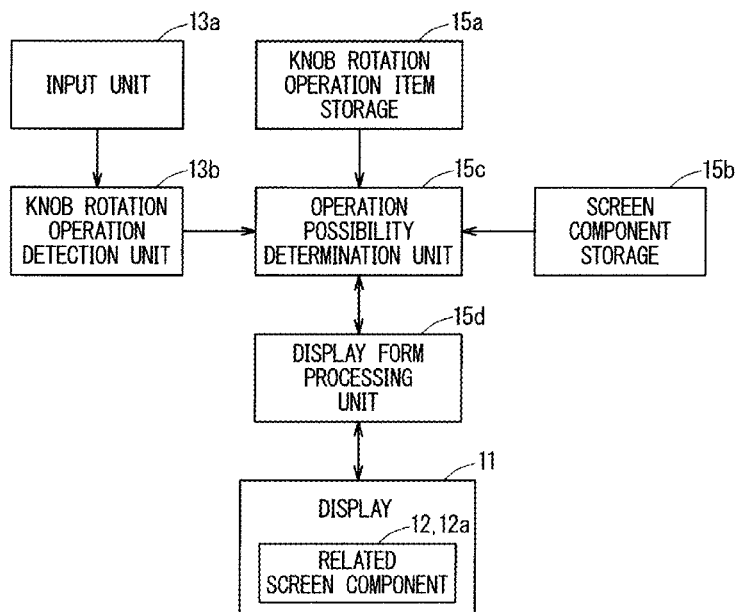 13a
INPUT UNIT
15a
KNOB ROTATION
OPERATION ITEM
STORAGE
13b
KNOB ROTATION
OPERATION
DETECTION UNIT
15c
OPERATION
POSSIBILITY
DETERMINATION UNIT
15b
SCREEN
COMPONENT
STORAGE
15d
DISPLAY FORM
PROCESSING
UNIT
11
DISPLAY
12,12a
RELATED
SCREEN COMPONENT